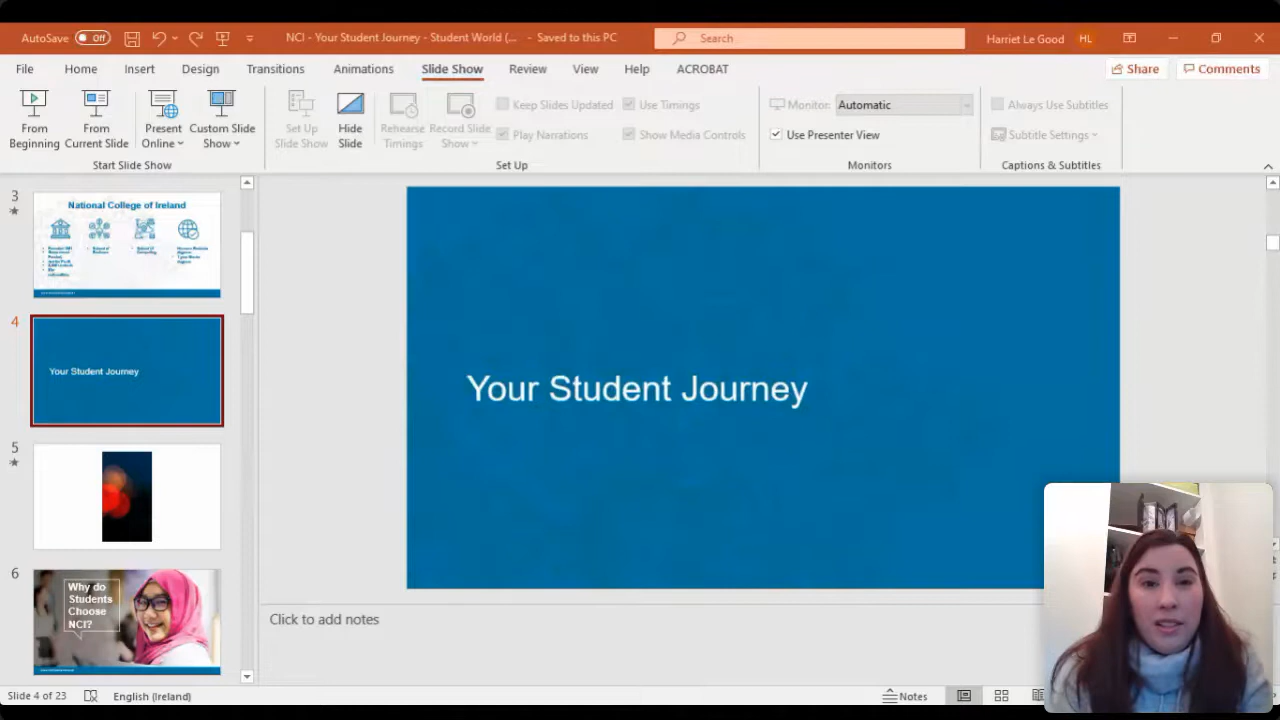 AutoSave Off
NCI - Your Student Journey - Student World (... - Saved to this PC
Search
Harriet Le Good HL
File Home Insert Design Transitions Animations Slide Show Review View Help ACROBAT
Share Comments
From Beginning
From Current Slide
Present Online
Custom Slide Show
Set Up Slide Show
Hide Slide
Rehearse Timings
Record Slide Show
Keep Slides Updated
Play Narrations
Use Timings
Show Media Controls
Monitor: Automatic
Use Presenter View
Always Use Subtitles
Subtitle Settings
Start Slide Show
Set Up
Monitors
Captions & Subtitles
3
National College of Ireland
4
Your Student Journey
5
6
Why do
Students
Choose
NCI?
Your Student Journey
Click to add notes
Slide 4 of 23
English (Ireland)
Notes